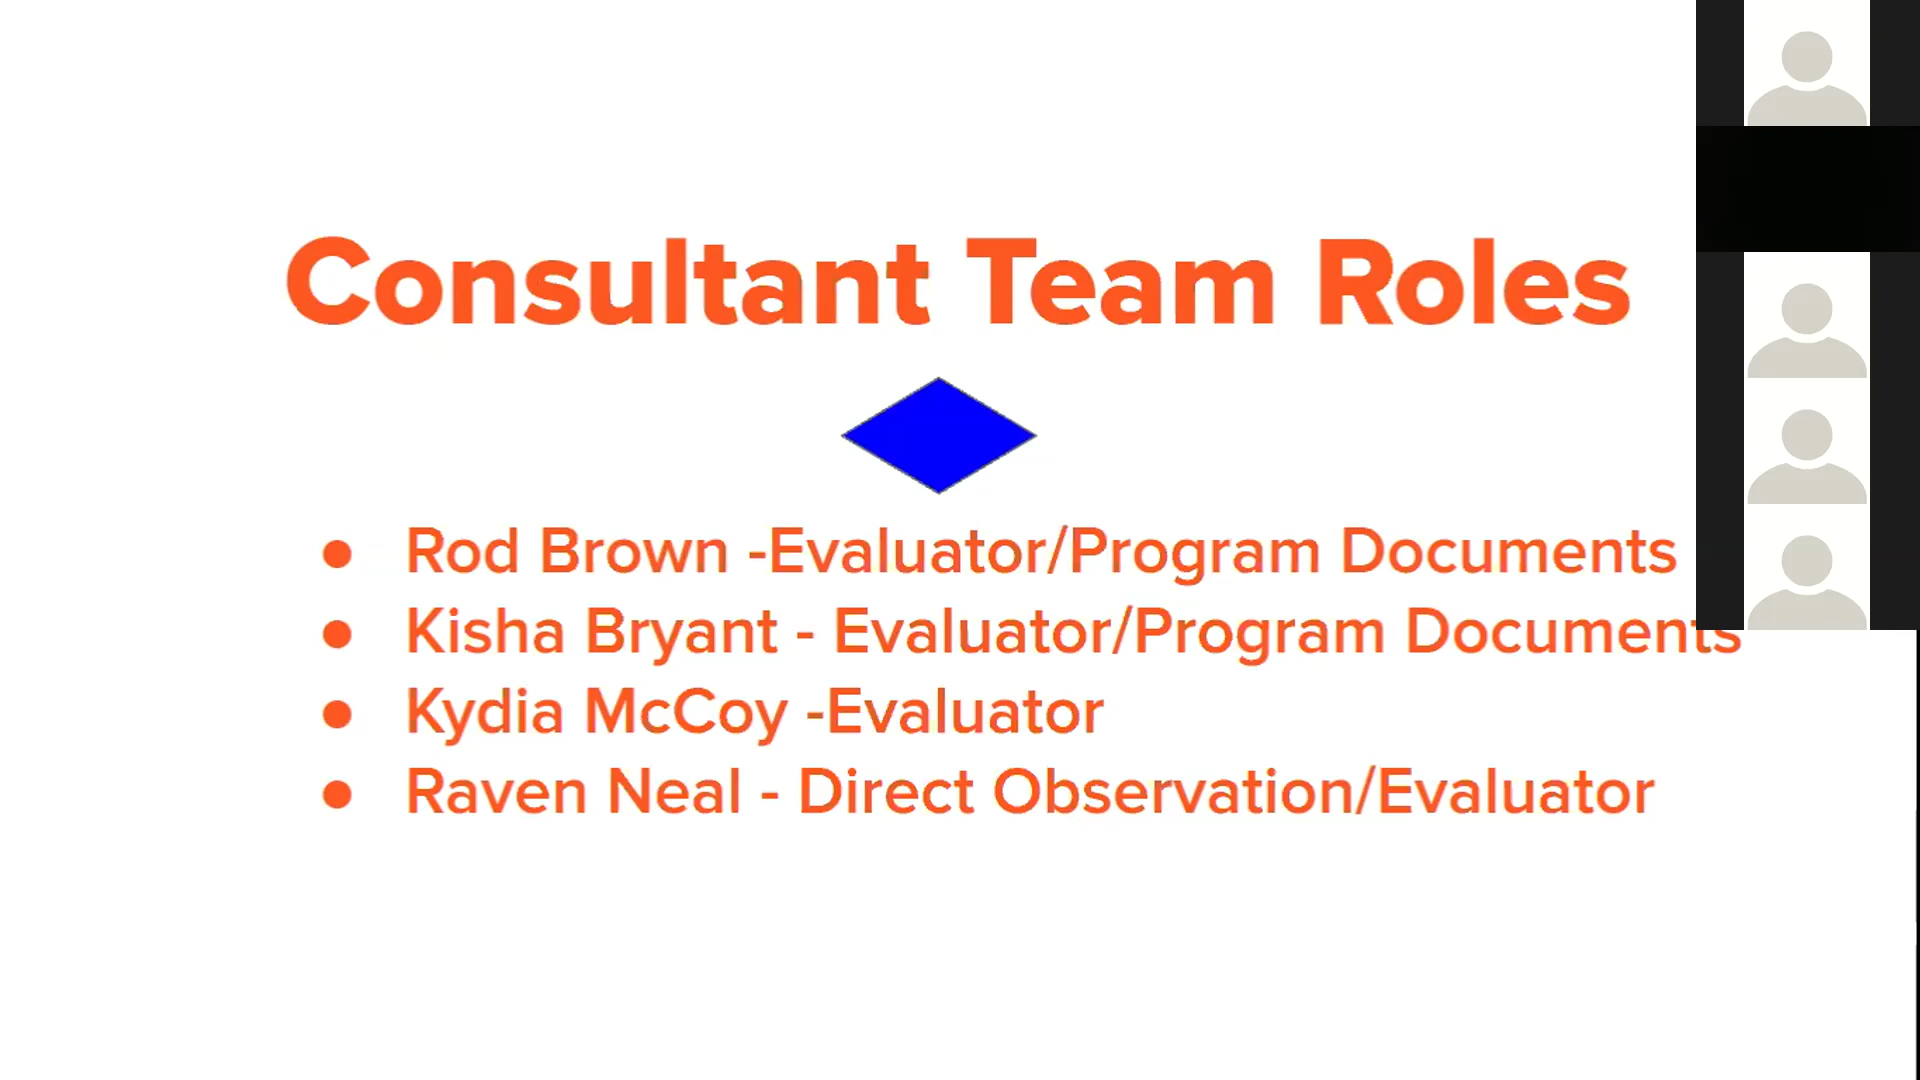 Consultant Team Roles
● Rod Brown -Evaluator/Program Documents
● Kisha Bryant - Evaluator/Program Documents
● Kydia McCoy -Evaluator
● Raven Neal - Direct Observation/Evaluator